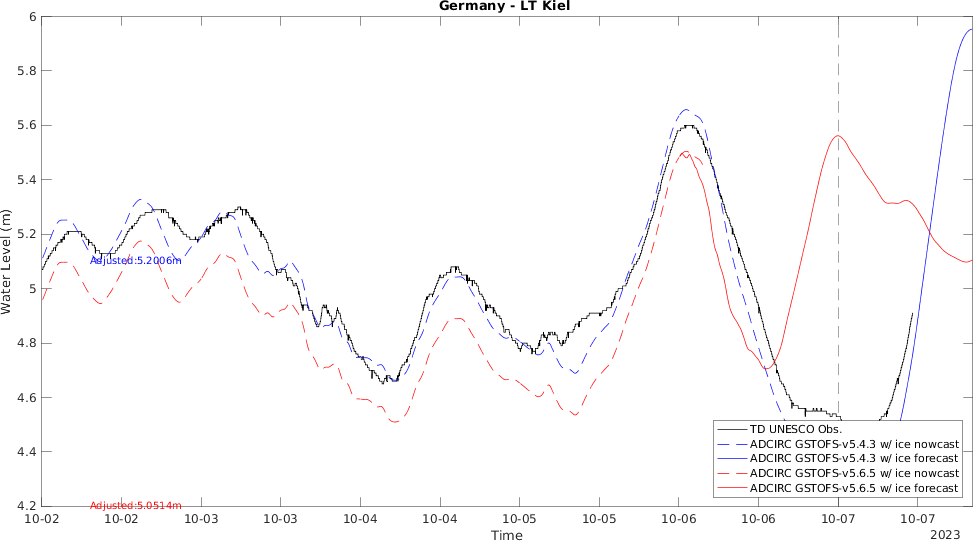 Germany - LT Kiel
6
5.8
5.6
5.4
5.2
5
4.8
4.6
4.4
4.2
Water Level (m)
Adjusted:5.2006m
Adjusted:5.0514m
TD UNESCO Obs.
ADCIRC GSTOFS-v5.4.3 w/ ice nowcast
ADCIRC GSTOFS-v5.4.3 w/ ice forecast
ADCIRC GSTOFS-v5.6.5 w/ ice nowcast
ADCIRC GSTOFS-v5.6.5 w/ ice forecast
10-02 10-02 10-03 10-03 10-04 10-04 10-05 10-05 10-06 10-06 10-07 10-07
Time
2023